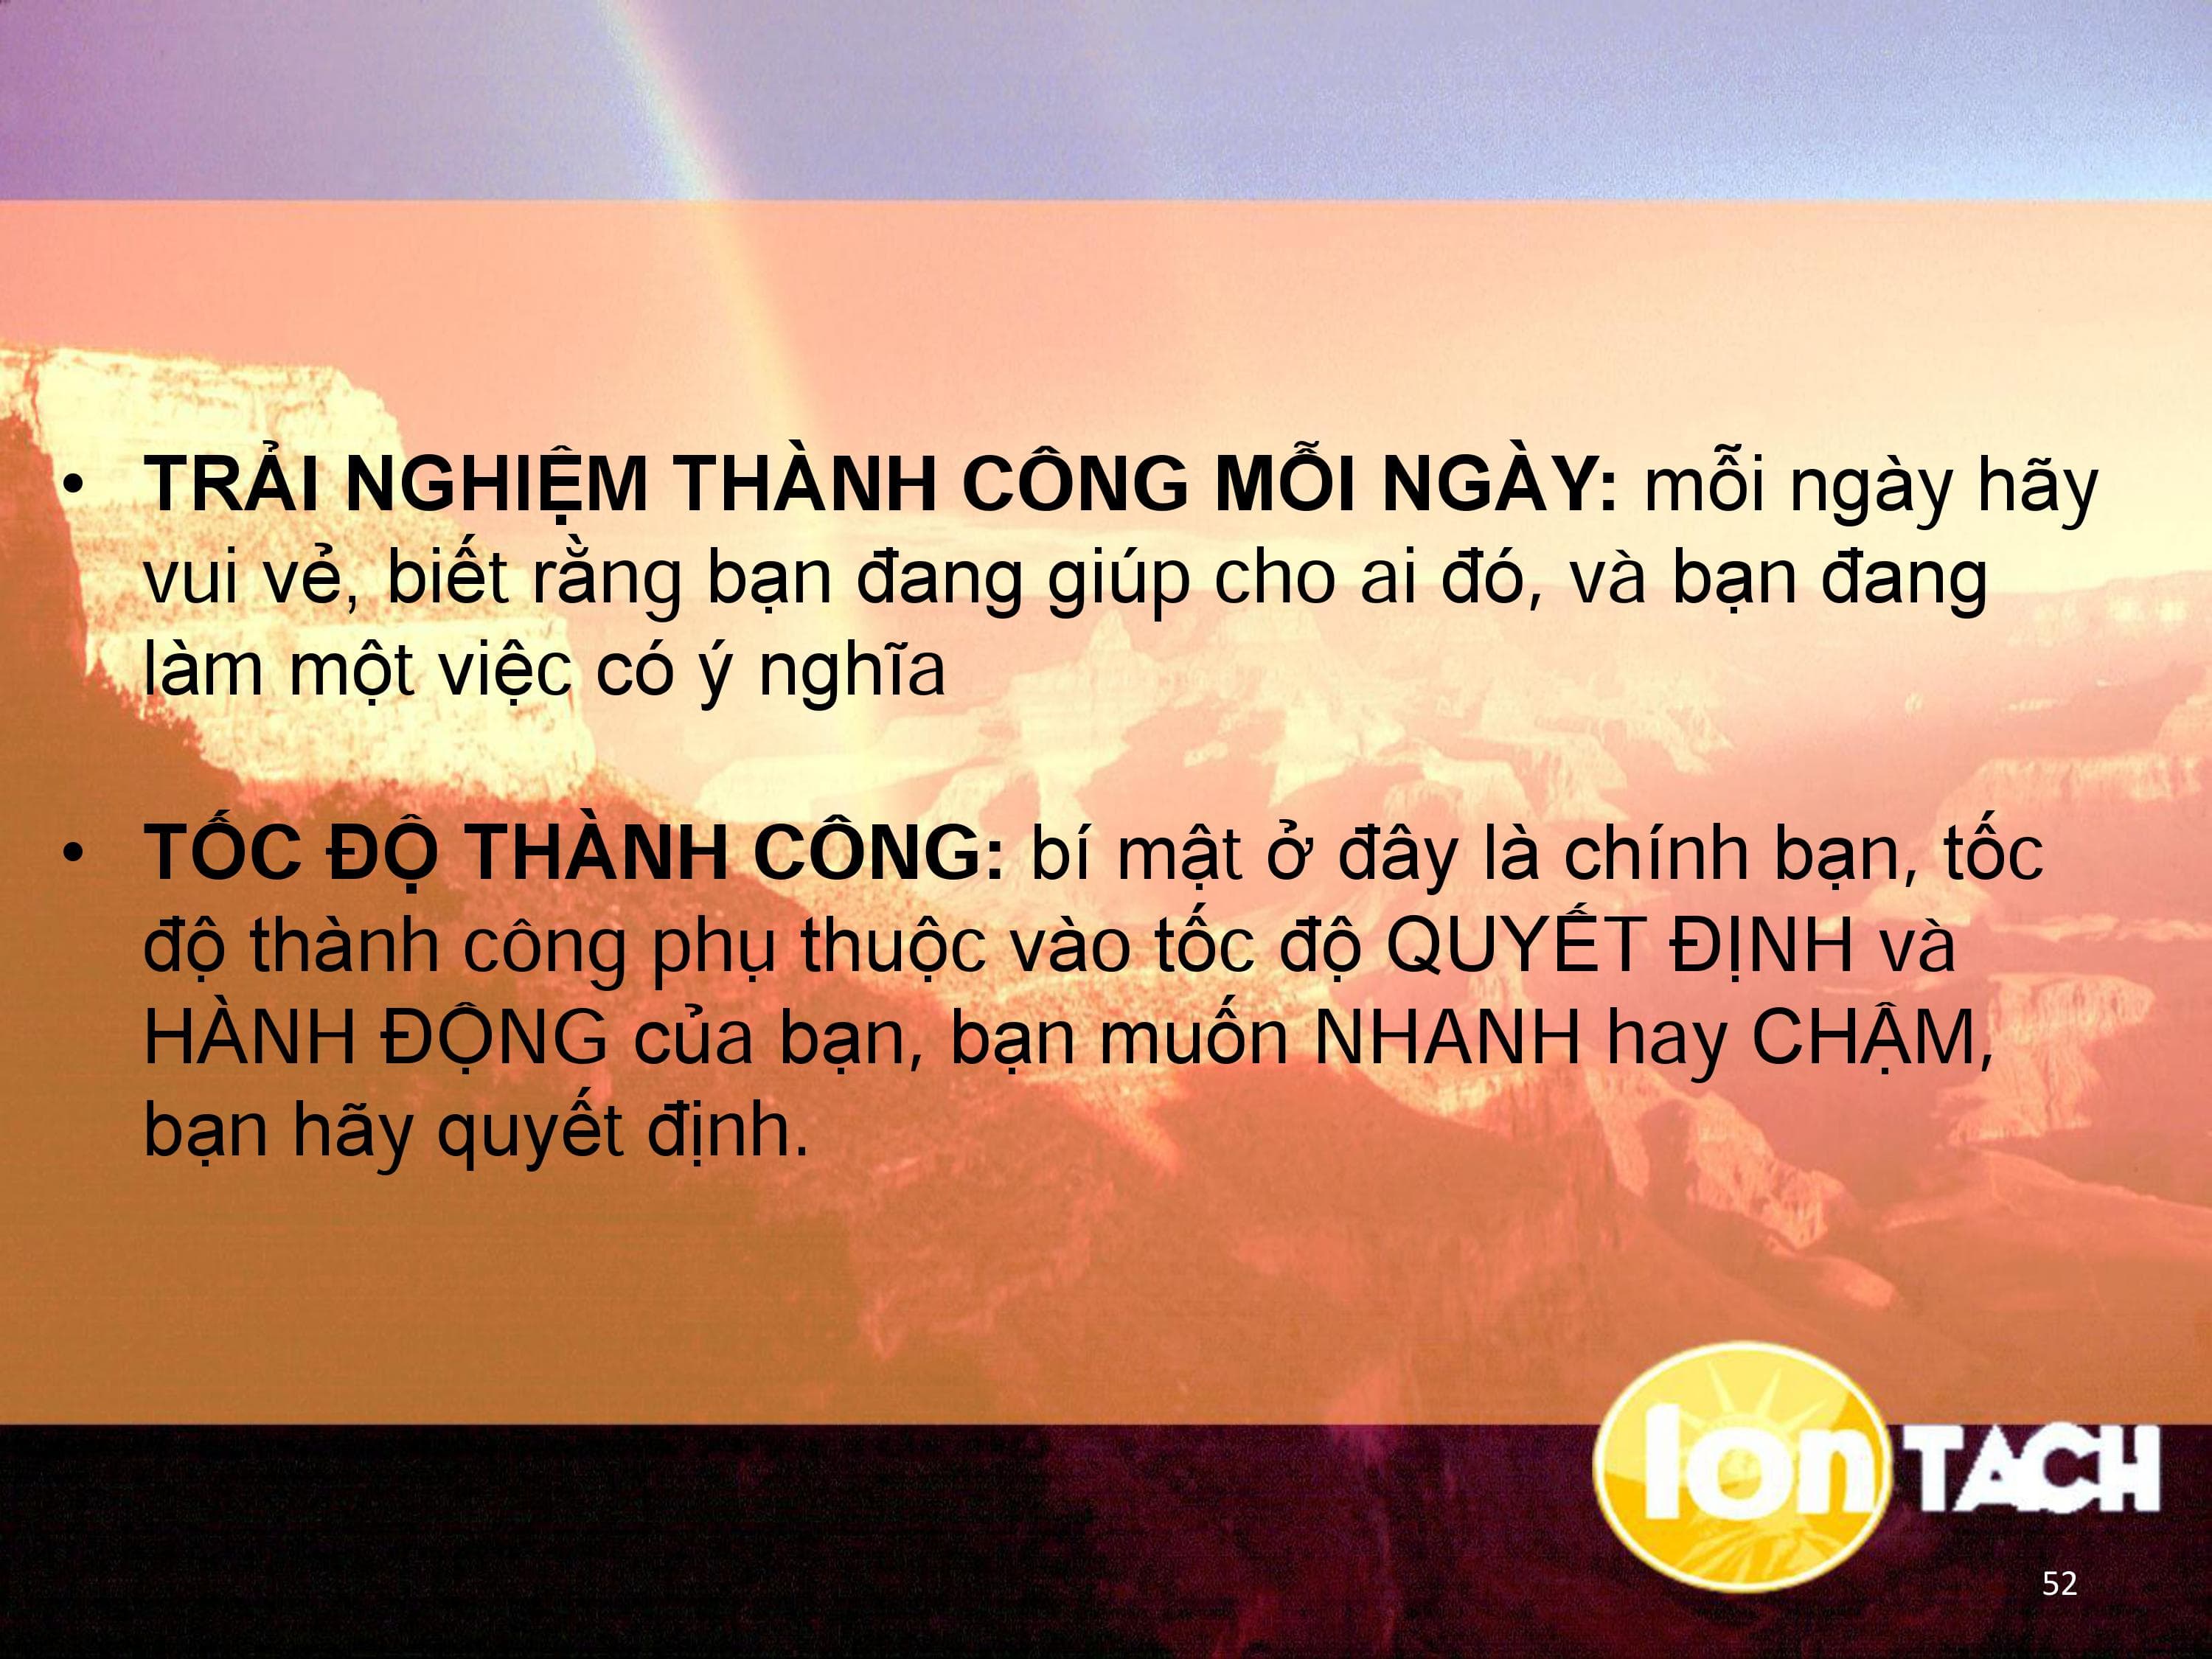 • TRẢI NGHIỆM THÀNH CÔNG MỖI NGÀY: mỗi ngày hãy
vui vẻ, biết rằng bạn đang giúp cho ai đó, và bạn đang
làm một việc có ý nghĩa
• TỐC ĐỘ THÀNH CÔNG: bí mật ở đây là chính bạn, tốc
độ thành công phụ thuộc vào tốc độ QUYẾT ĐỊNH và
HÀNH ĐỘNG của bạn, bạn muốn NHANH hay CHẬM,
bạn hãy quyết định.
Ion TACH
52